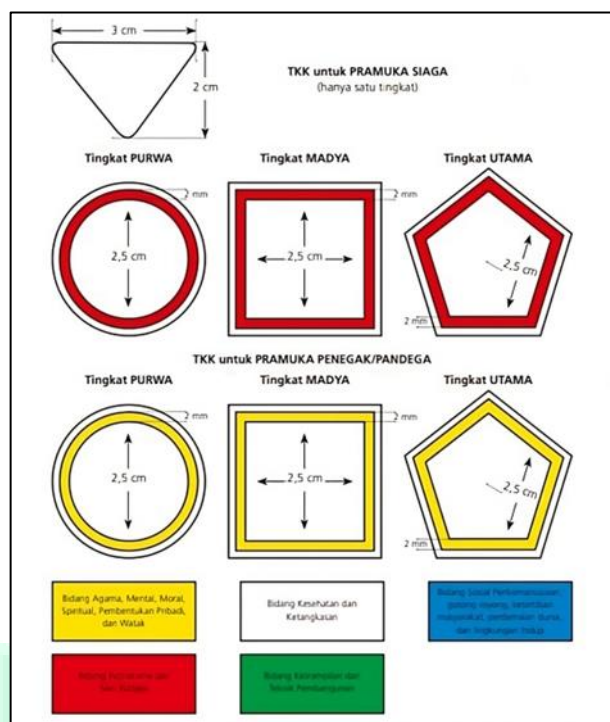 3 cm
2 cm
TKK untuk PRAMUKA SIAGA
(hanya satu tingkat)
Tingkat PURWA
Tingkat MADYA
Tingkat UTAMA
2 mm
2 mm
2,5 cm
2,5 cm
2,5 cm
2 mm
TKK untuk PRAMUKA PENEGAK/PANDEGA
Tingkat PURWA
Tingkat MADYA
Tingkat UTAMA
2 mm
2 mm
2,5 cm
2,5 cm
2,5 cm
2 mm
Bidang Agama, Mental, Moral,
Spiritual, Pembentukan Pribadi,
dan Watak
Bidang Kesehatan dan
Ketangkasan
Bidang Sosial Perikemanusiaan,
gotong royong, ketertiban
masyarakat, perdamaian dunia,
dan lingkungan hidup
Bidang
Bidang Keterampilan dan
Teknik Pembangunan